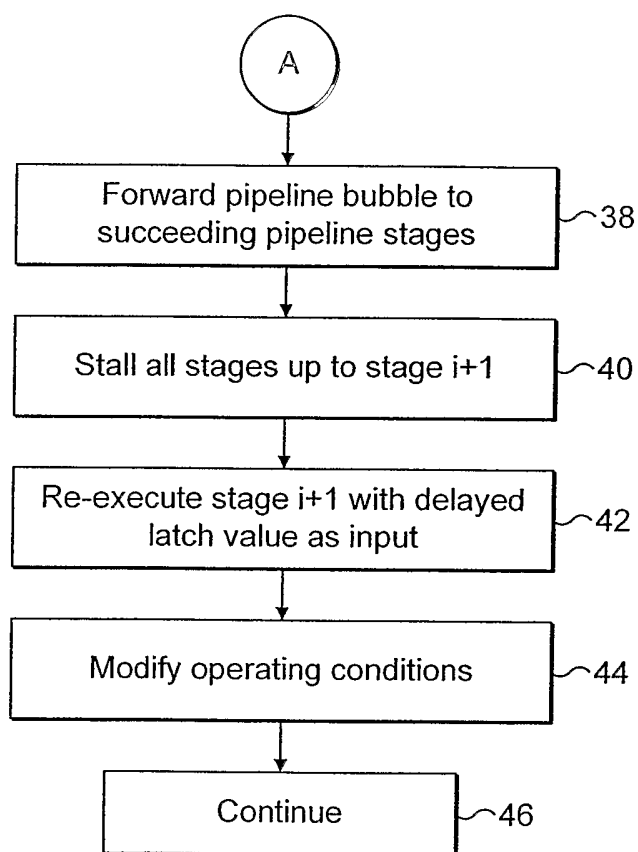 A
Forward pipeline bubble to
succeeding pipeline stages
38
Stall all stages up to stage i+1
40
Re-execute stage i+1 with delayed
latch value as input
42
Modify operating conditions
44
Continue
46